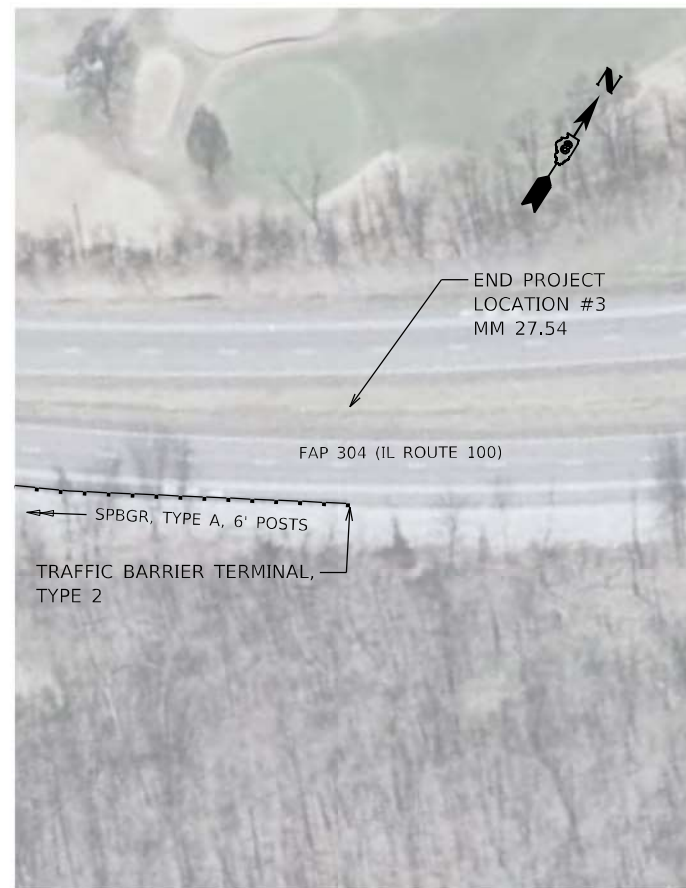 N
8
END PROJECT
LOCATION #3
MM 27.54
FAP 304 (IL ROUTE 100)
SPBGR, TYPE A, 6' POSTS
TRAFFIC BARRIER TERMINAL,
TYPE 2